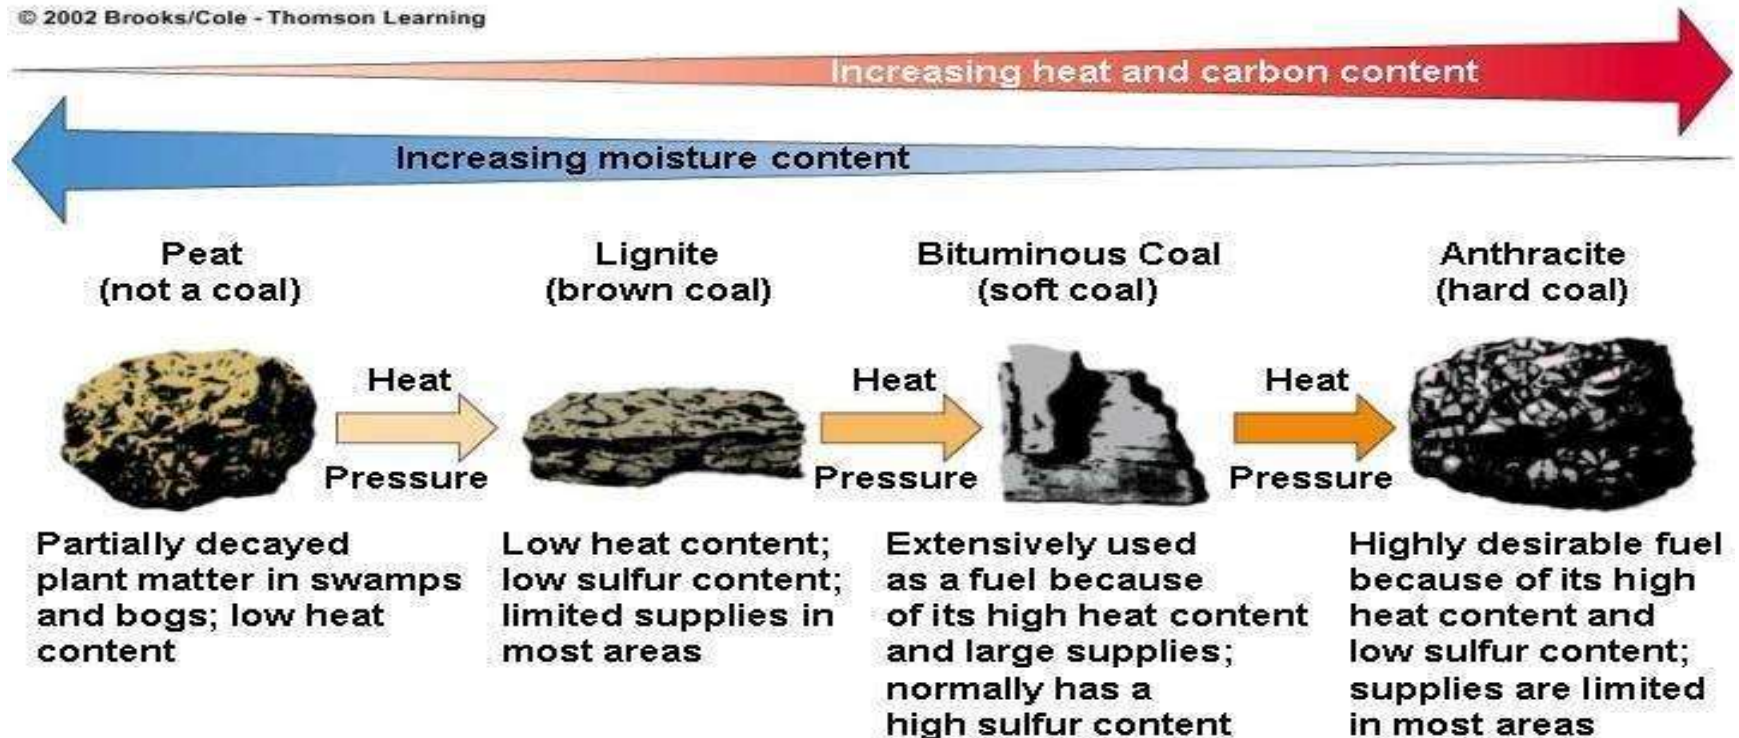 © 2002 Brooks/Cole - Thomson Learning
Increasing heat and carbon content
Increasing moisture content
Peat
(not a coal)
Lignite
(brown coal)
Bituminous Coal
(soft coal)
Anthracite
(hard coal)
Heat
Pressure
Heat
Pressure
Heat
Pressure
Partially decayed
plant matter in swamps
and bogs; low heat
content
Low heat content;
low sulfur content;
limited supplies in
most areas
Extensively used
as a fuel because
of its high heat content
and large supplies;
normally has a
high sulfur content
Highly desirable fuel
because of its high
heat content and
low sulfur content;
supplies are limited
in most areas